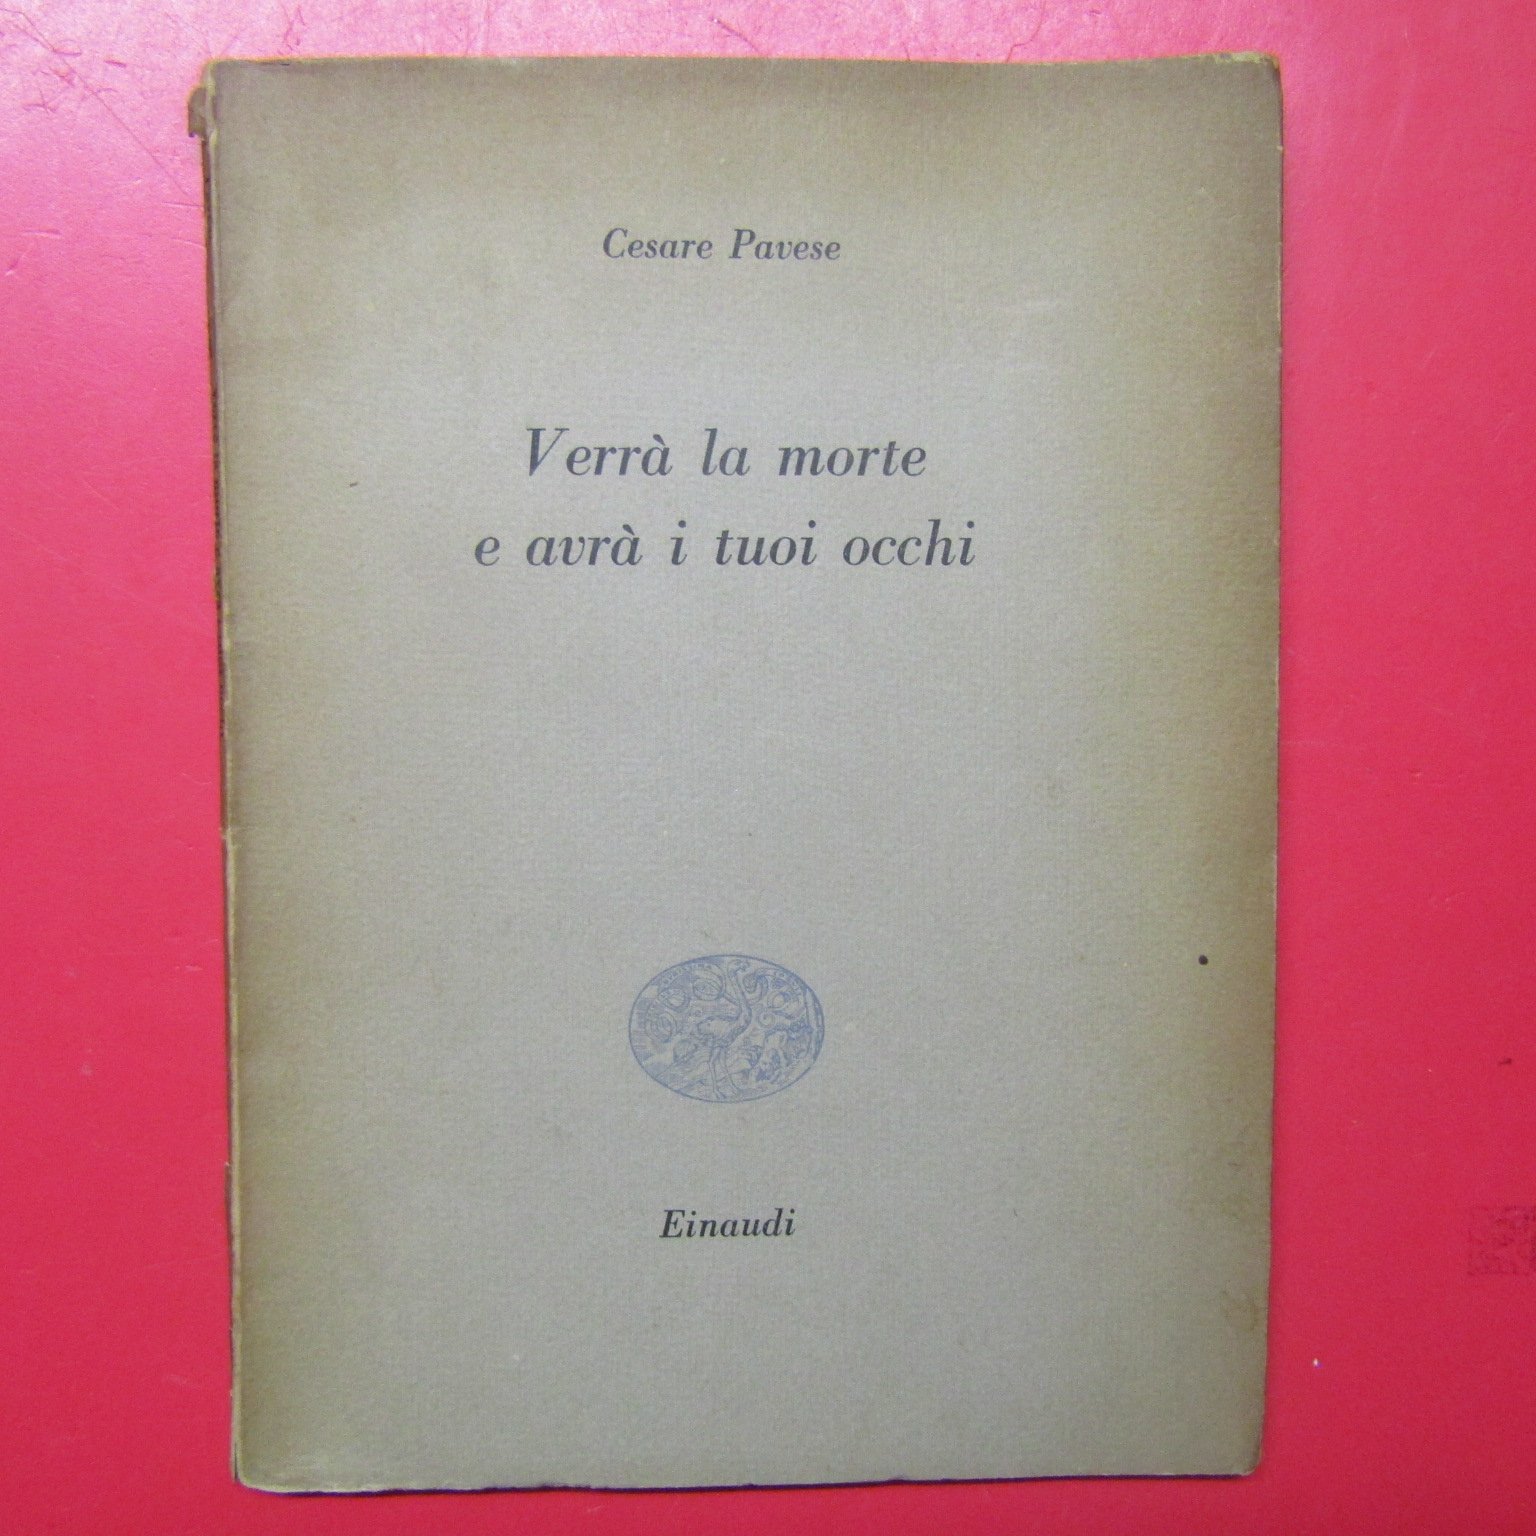 Cesare Pavese
Verrà la morte
e avrà i tuoi occhi
Einaudi